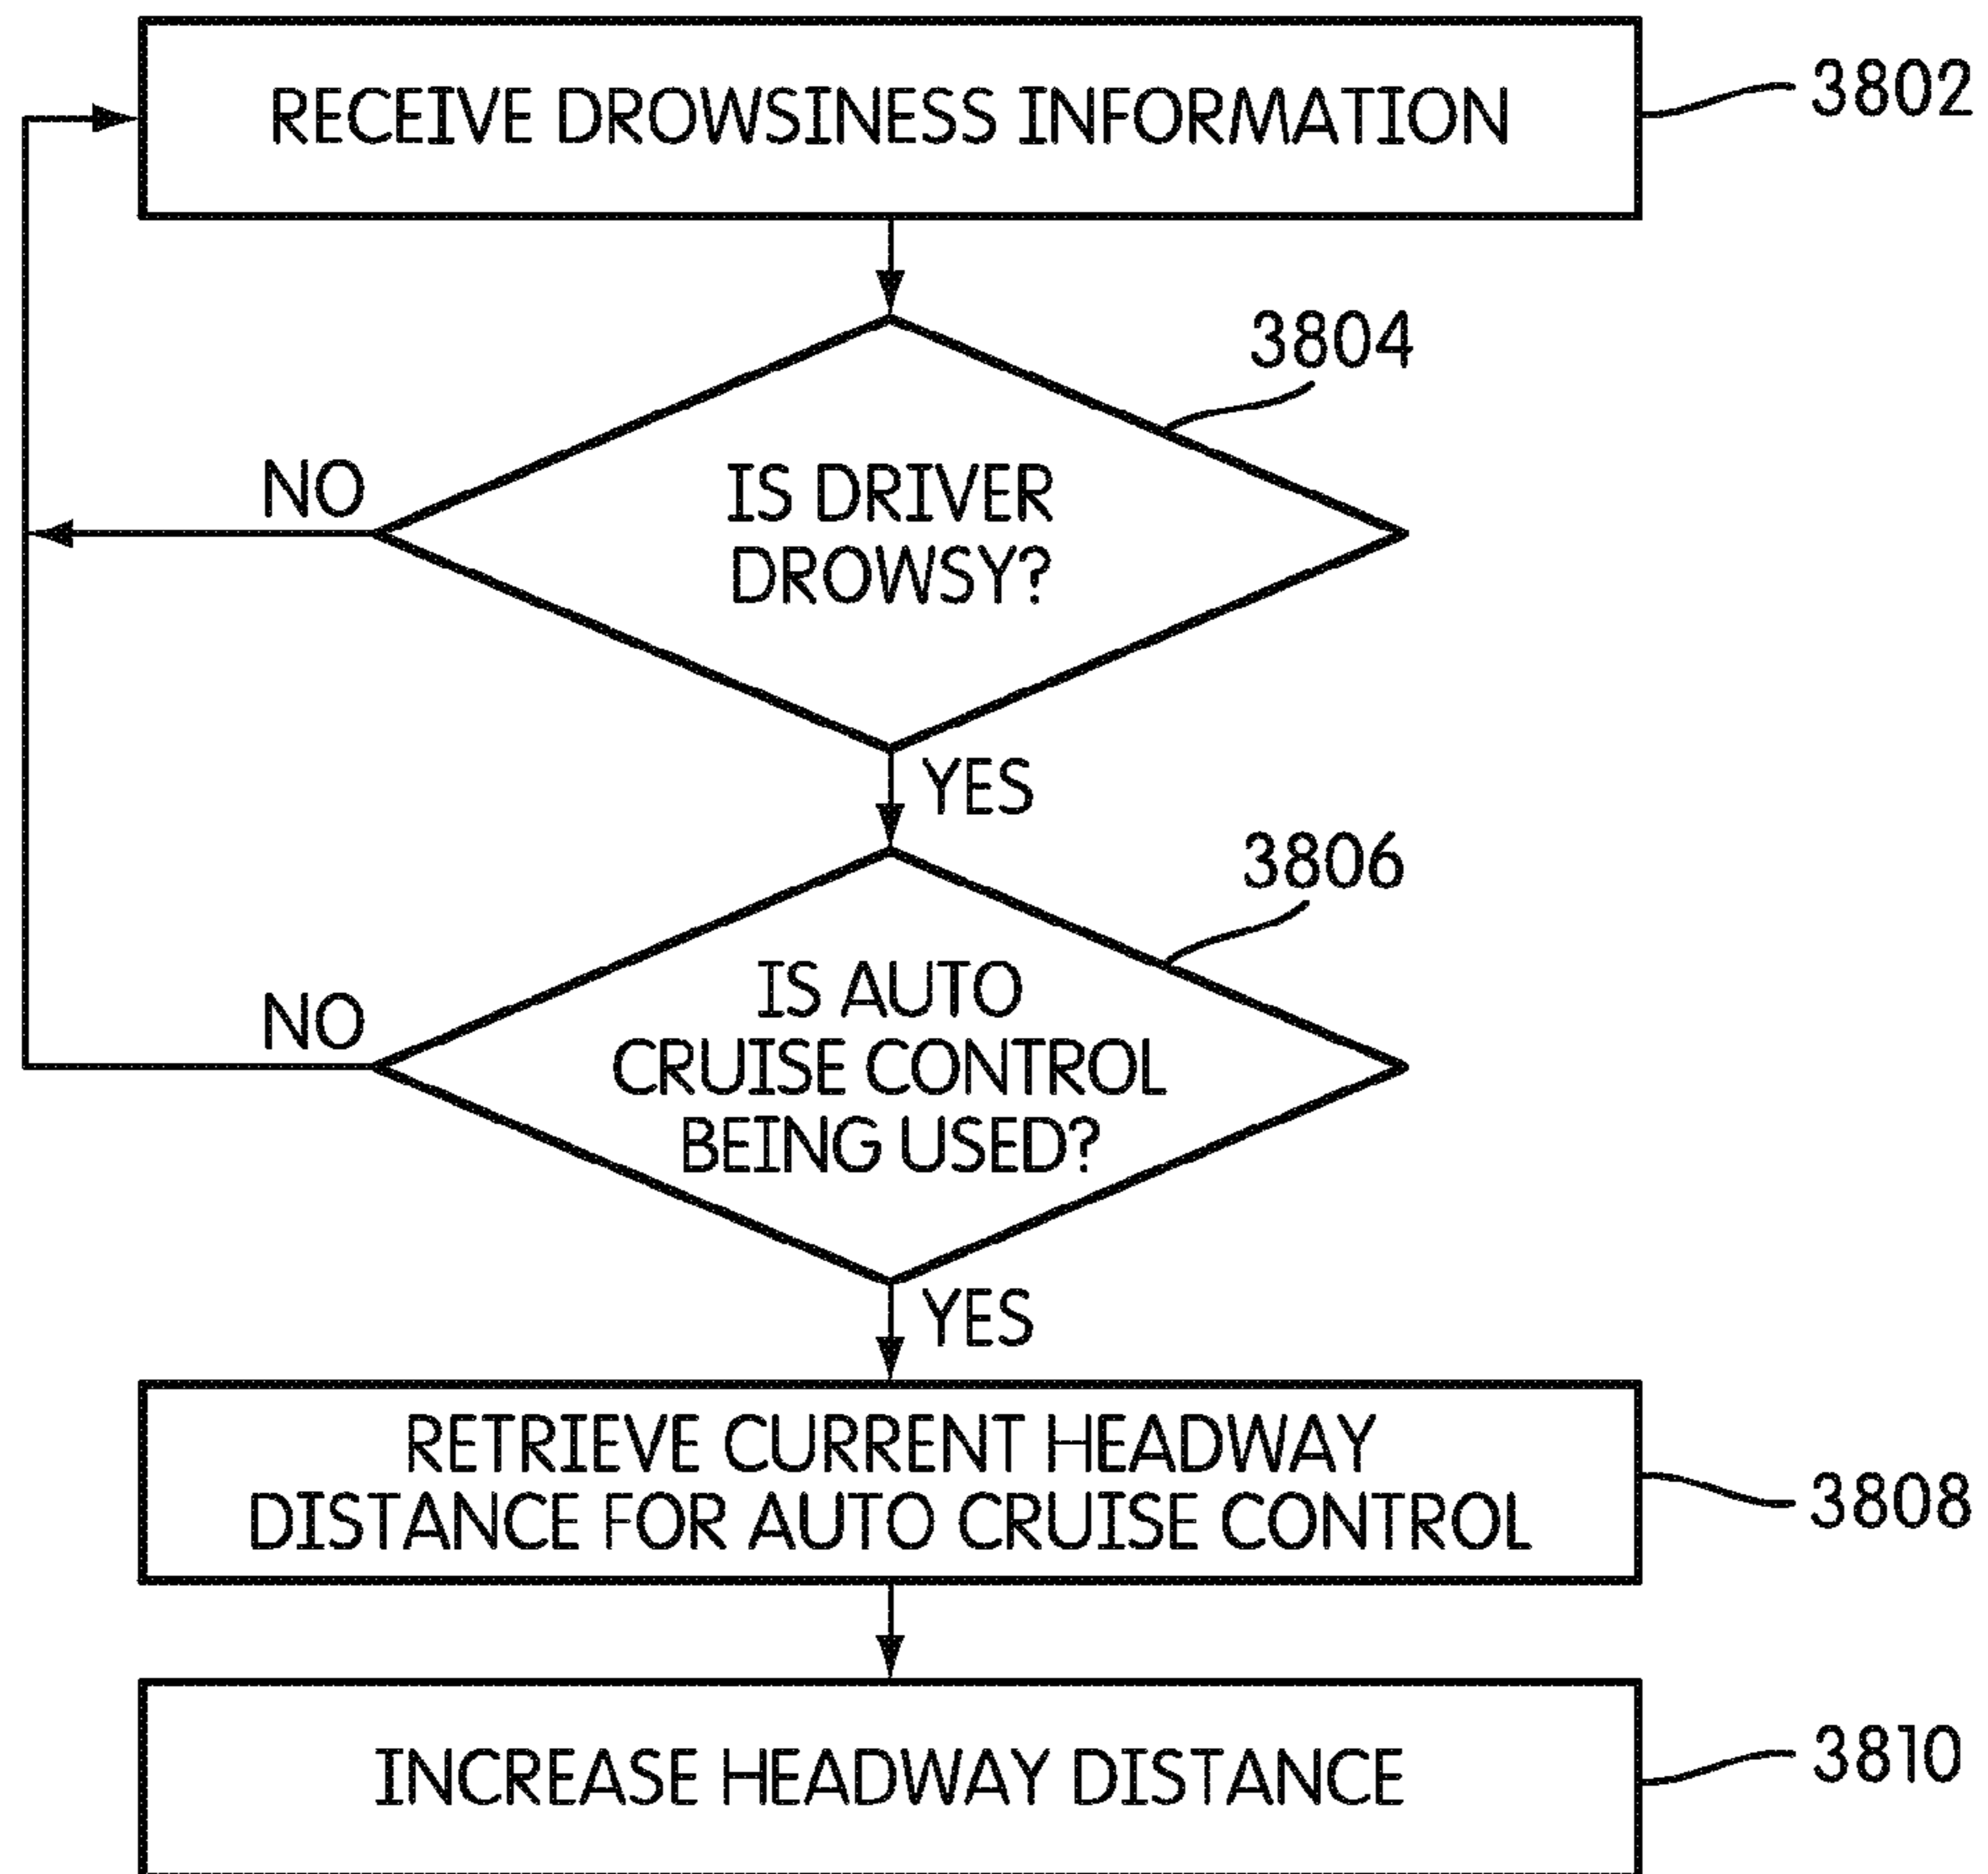 RECEIVE DROWSINESS INFORMATION
3802
3804
IS DRIVER
DROWSY?
NO
YES
3806
IS AUTO
CRUISE CONTROL
BEING USED?
NO
YES
RETRIEVE CURRENT HEADWAY
DISTANCE FOR AUTO CRUISE CONTROL
3808
INCREASE HEADWAY DISTANCE
3810